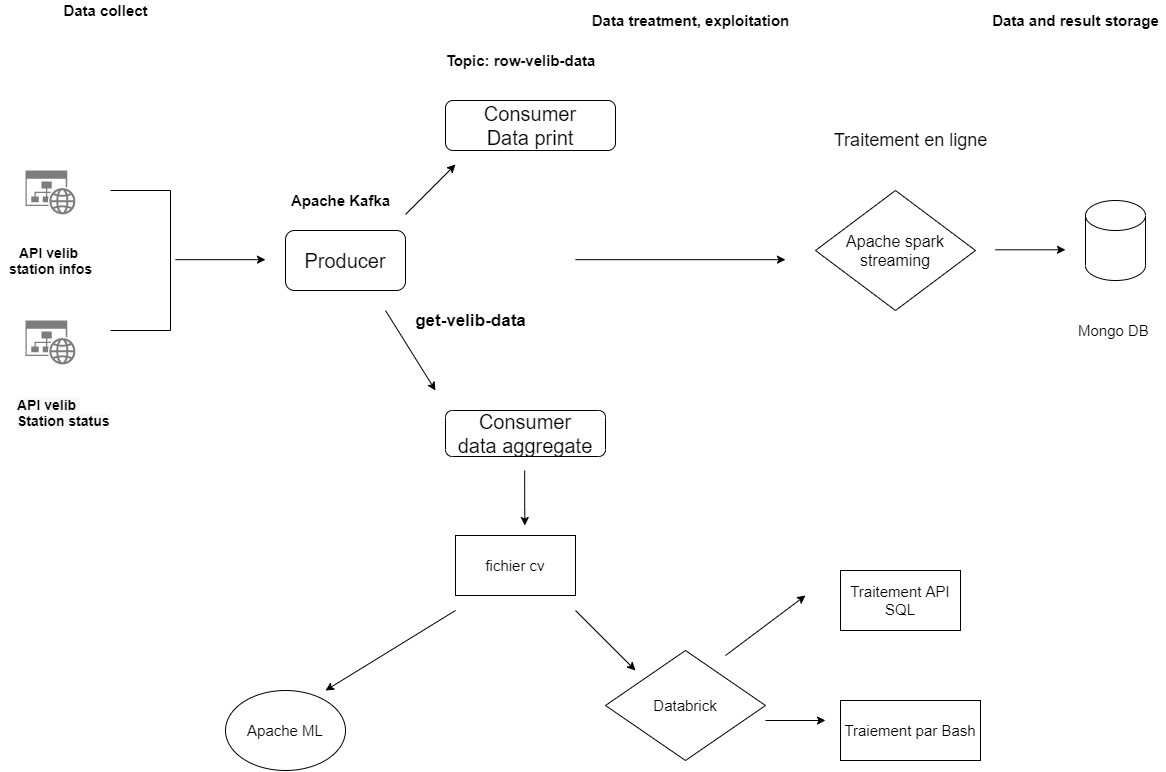 Data collect
Data treatment, exploitation
Data and result storage
Topic: row-velib-data
Consumer
Data print
Traitement en ligne
Apache Kafka
Producer
API velib
station infos
Apache spark
streaming
get-velib-data
Mongo DB
API velib
Station status
Consumer
data aggregate
fichier cv
Traitement API
SQL
Databrick
Apache ML
Traiement par Bash